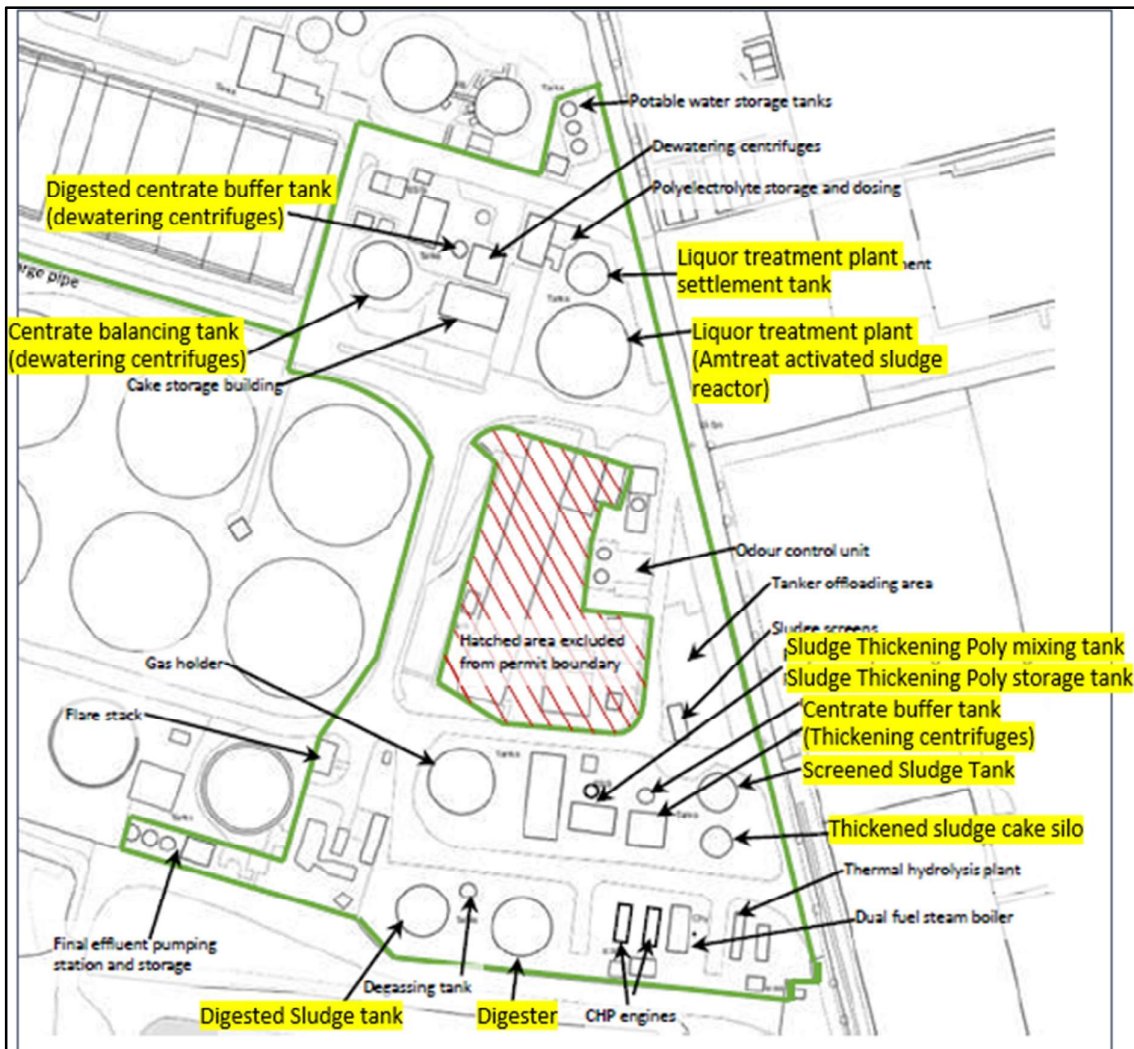 Potable water storage tanks
Dewatering centrifuges
Polyelectrolyte storage and dosing
Digested centrate buffer tank
(dewatering centrifuges)
Liquor treatment plant
settlement tank
Tanks
Liquor treatment plant
(Amtreat activated sludge
reactor)
arge pipe
Centrate balancing tank
(dewatering centrifuges)
Cake storage building
Odour control unit
Tanker offloading area
Sludge screens
Hatched area excluded
from permit boundary
Sludge Thickening Poly mixing tank
Sludge Thickening Poly storage tank
Centrate buffer tank
(Thickening centrifuges)
Screened Sludge Tank
Gas holder
Flare stack
Tanks
Thickened sludge cake silo
Thermal hydrolysis plant
Dual fuel steam boiler
Final effluent pumping
station and storage
Degassing tank
Digested Sludge tank
Digester
CHP engines